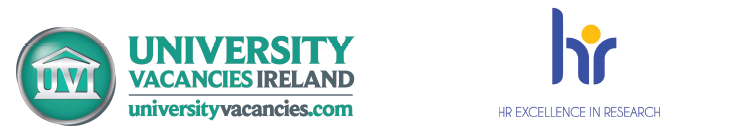 UVI
UNIVERSITY
VACANCIES IRELAND
universityvacancies.com
hr
HR EXCELLENCE IN RESEARCH